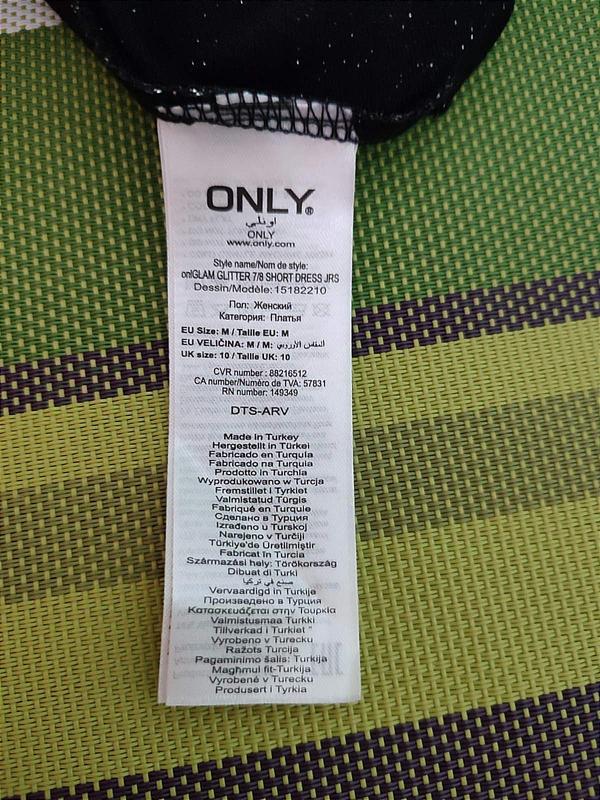 ONLY®
اونلي
ONLY
www.only.com
Style name/Nom de style:
onlGLAM GLITTER 7/8 SHORT DRESS JRS
Dessin/Modèle: 15182210
Пол: Женский
Категория: Платья
EU Size: M / Taille EU: M
EU VELIČINA: M / M: المقاس الأوروبي
UK size: 10 / Taille UK: 10
CVR number : 88216512
CA number/Numéro de TVA: 57831
RN number: 149349
DTS-ARV
Made in Turkey
Hergestellt in Türkei
Fabricado en Turquía
Fabricado na Turquia
Prodotto in Turchia
Wyprodukowano w Turcja
Fremstillet i Tyrkiet
Valmistatud Türgis
Fabriqué en Turquie
Сделано в Турция
Izrađeno u Turskoj
Narejeno v Turčiji
Türkiye'de Üretilmiştir
Fabricat în Turcia
Származási hely: Törökország
Dibuat di Turki
صنع في تركيا
Vervaardigd in Turkije
Произведено в Турция
Κατασκευάζεται στην Τουρκία
Valmistusmaa Turkki
Tillverkad i Turkiet
Vyrobeno v Turecku
Ražots Turcija
Pagaminimo šalis: Turkija
Magħmul fit-Turkija
Vyrobené v Turecku
Produsert i Tyrkia